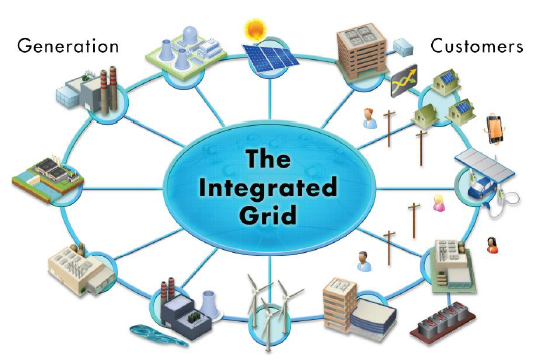 Generation
Customers
The
Integrated
Grid